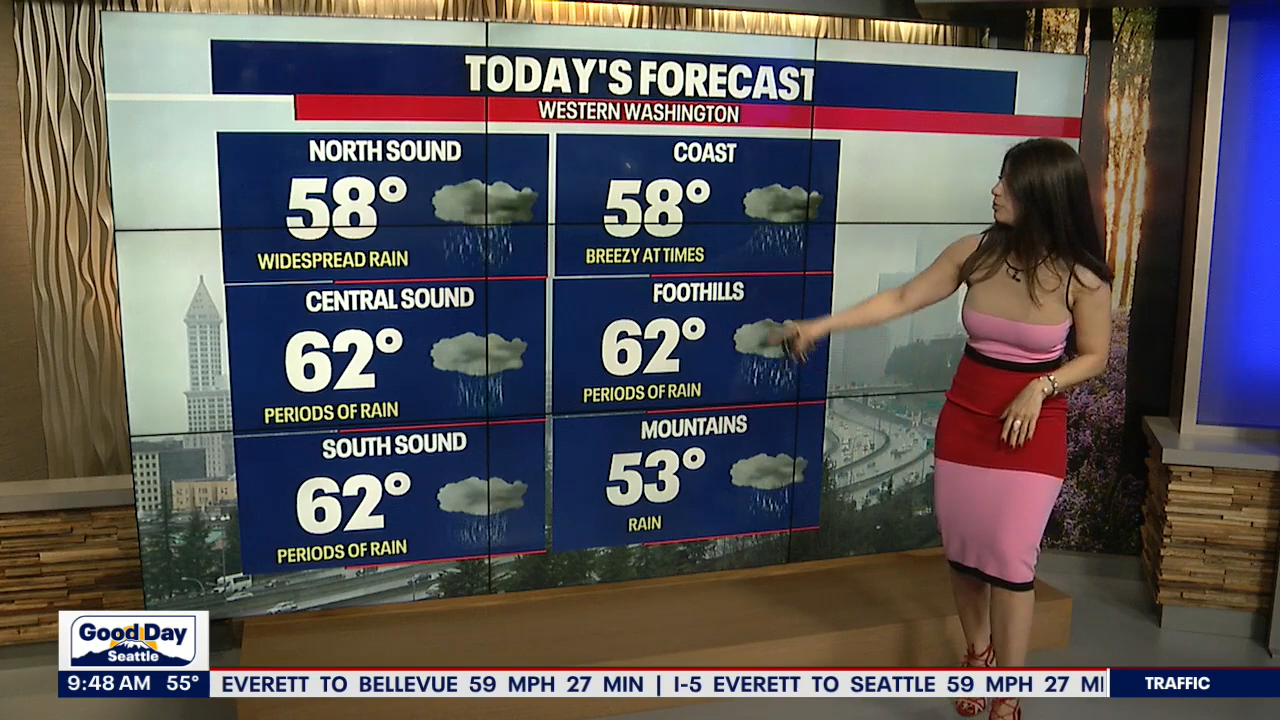 TODAY'S FORECAST
WESTERN WASHINGTON
NORTH SOUND
58°
WIDESPREAD RAIN
COAST
58°
BREEZY AT TIMES
CENTRAL SOUND
62°
PERIODS OF RAIN
FOOTHILLS
62°
PERIODS OF RAIN
SOUTH SOUND
62°
PERIODS OF RAIN
MOUNTAINS
53°
RAIN
Good Day
Seattle
9:48 AM 55°
EVERETT TO BELLEVUE 59 MPH 27 MIN | I-5 EVERETT TO SEATTLE 59 MPH 27 MI
TRAFFIC